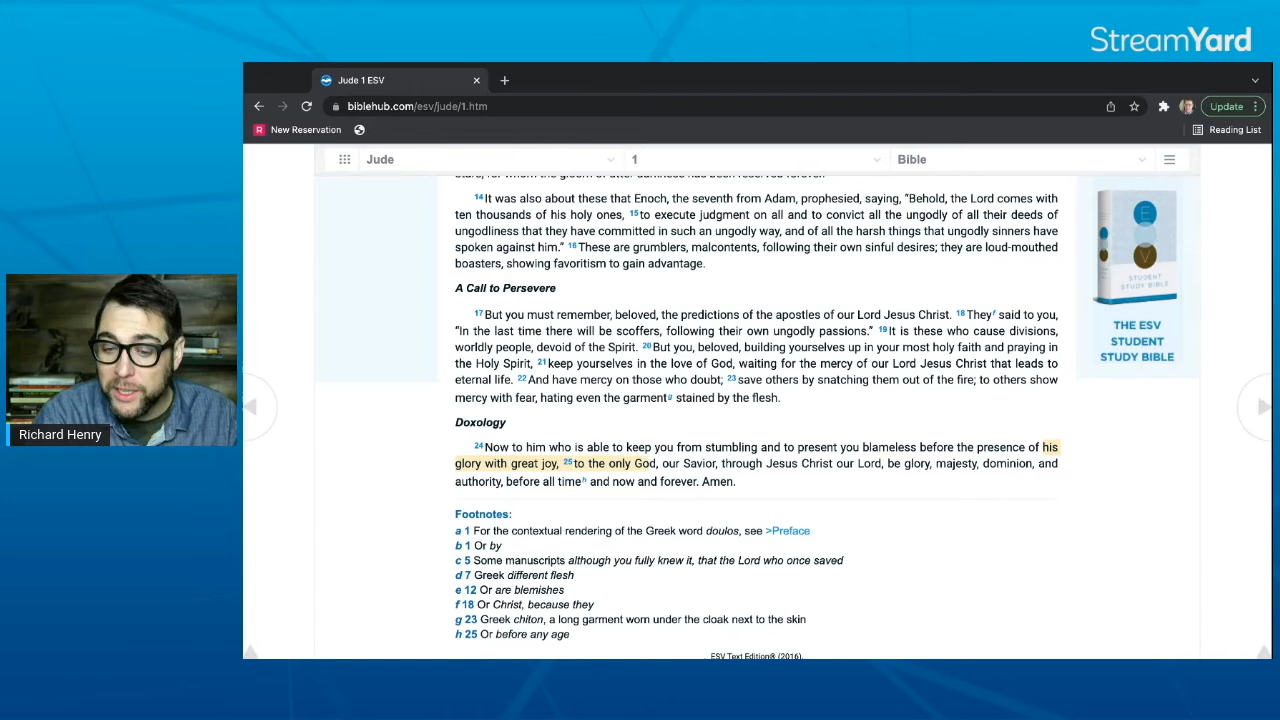 StreamYard
Jude 1 ESV
biblehub.com/esv/jude/1.htm
Update
New Reservation
Reading List
Jude 1 Bible
14It was also about these that Enoch, the seventh from Adam, prophesied, saying, “Behold, the Lord comes with
ten thousands of his holy ones, 15to execute judgment on all and to convict all the ungodly of all their deeds of
ungodliness that they have committed in such an ungodly way, and of all the harsh things that ungodly sinners have
spoken against him.” 16These are grumblers, malcontents, following their own sinful desires; they are loud-mouthed
boasters, showing favoritism to gain advantage.
A Call to Persevere
17But you must remember, beloved, the predictions of the apostles of our Lord Jesus Christ. 18They f said to you,
“In the last time there will be scoffers, following their own ungodly passions.” 19It is these who cause divisions,
worldly people, devoid of the Spirit. 20But you, beloved, building yourselves up in your most holy faith and praying in
the Holy Spirit, 21keep yourselves in the love of God, waiting for the mercy of our Lord Jesus Christ that leads to
eternal life. 22And have mercy on those who doubt; 23save others by snatching them out of the fire; to others show
mercy with fear, hating even the garment g stained by the flesh.
Doxology
24Now to him who is able to keep you from stumbling and to present you blameless before the presence of his
glory with great joy, 25to the only God, our Savior, through Jesus Christ our Lord, be glory, majesty, dominion, and
authority, before all time h and now and forever. Amen.
Footnotes:
a 1 For the contextual rendering of the Greek word doulos, see >Preface
b 1 Or by
c 5 Some manuscripts although you fully knew it, that the Lord who once saved
d 7 Greek different flesh
e 12 Or are blemishes
f 18 Or Christ, because they
g 23 Greek chiton, a long garment worn under the cloak next to the skin
h 25 Or before any age
ESV Text Edition® (2016).
STUDENT
STUDY BIBLE
THE ESV
STUDENT
STUDY BIBLE
Richard Henry